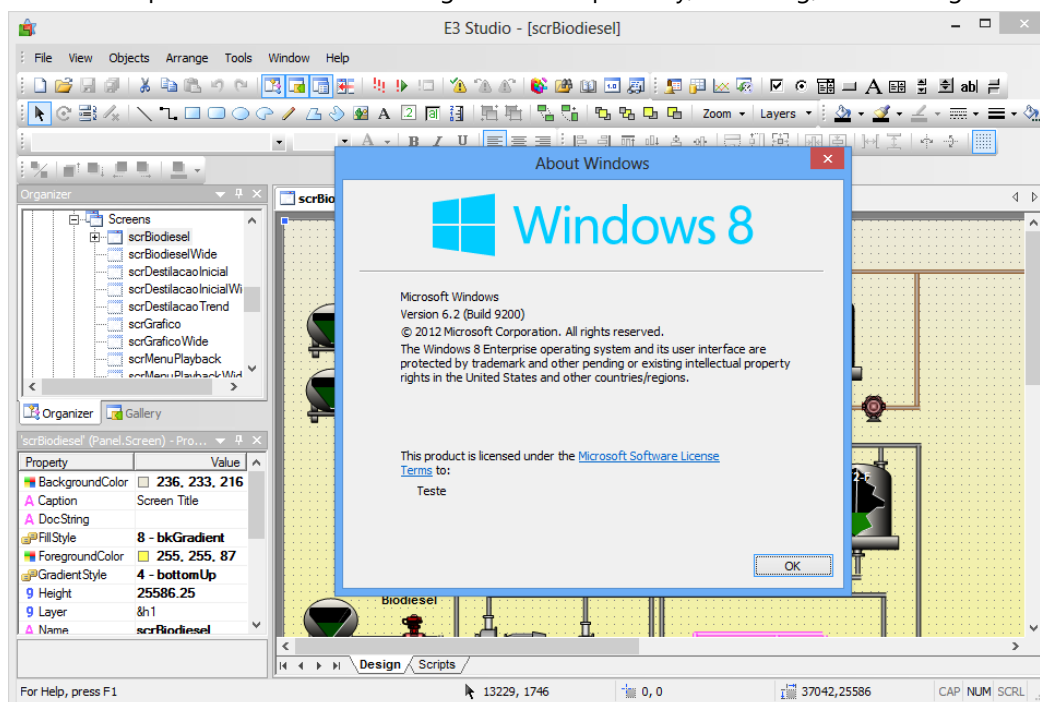 E3 Studio - [scrBiodiesel]
File View Objects Arrange Tools Window Help
Zoom Layers
A B I U
Organizer
scrBio
Screens
scrBiodiesel
scrBiodieselWide
scrDestilacaoInicial
scrDestilacaoInicialWi
scrDestilacaoTrend
scrGrafico
scrGraficoWide
scrMenuPlayback
scrMenuPlaybackWid
Organizer Gallery
'scrBiodiesel' (Panel.Screen) - Pro...
Property Value
BackgroundColor 236, 233, 216
Caption Screen Title
DocString
FillStyle 8 - bkGradient
ForegroundColor 255, 255, 87
GradientStyle 4 - bottomUp
Height 25586.25
Layer &h1
Name scrBiodiesel
About Windows
Windows 8
Microsoft Windows
Version 6.2 (Build 9200)
© 2012 Microsoft Corporation. All rights reserved.
The Windows 8 Enterprise operating system and its user interface are
protected by trademark and other pending or existing intellectual property
rights in the United States and other countries/regions.
This product is licensed under the Microsoft Software License
Terms to:
Teste
OK
Biodiesel
Design Scripts
For Help, press F1 13229, 1746 0, 0 37042,25586 CAP NUM SCRL